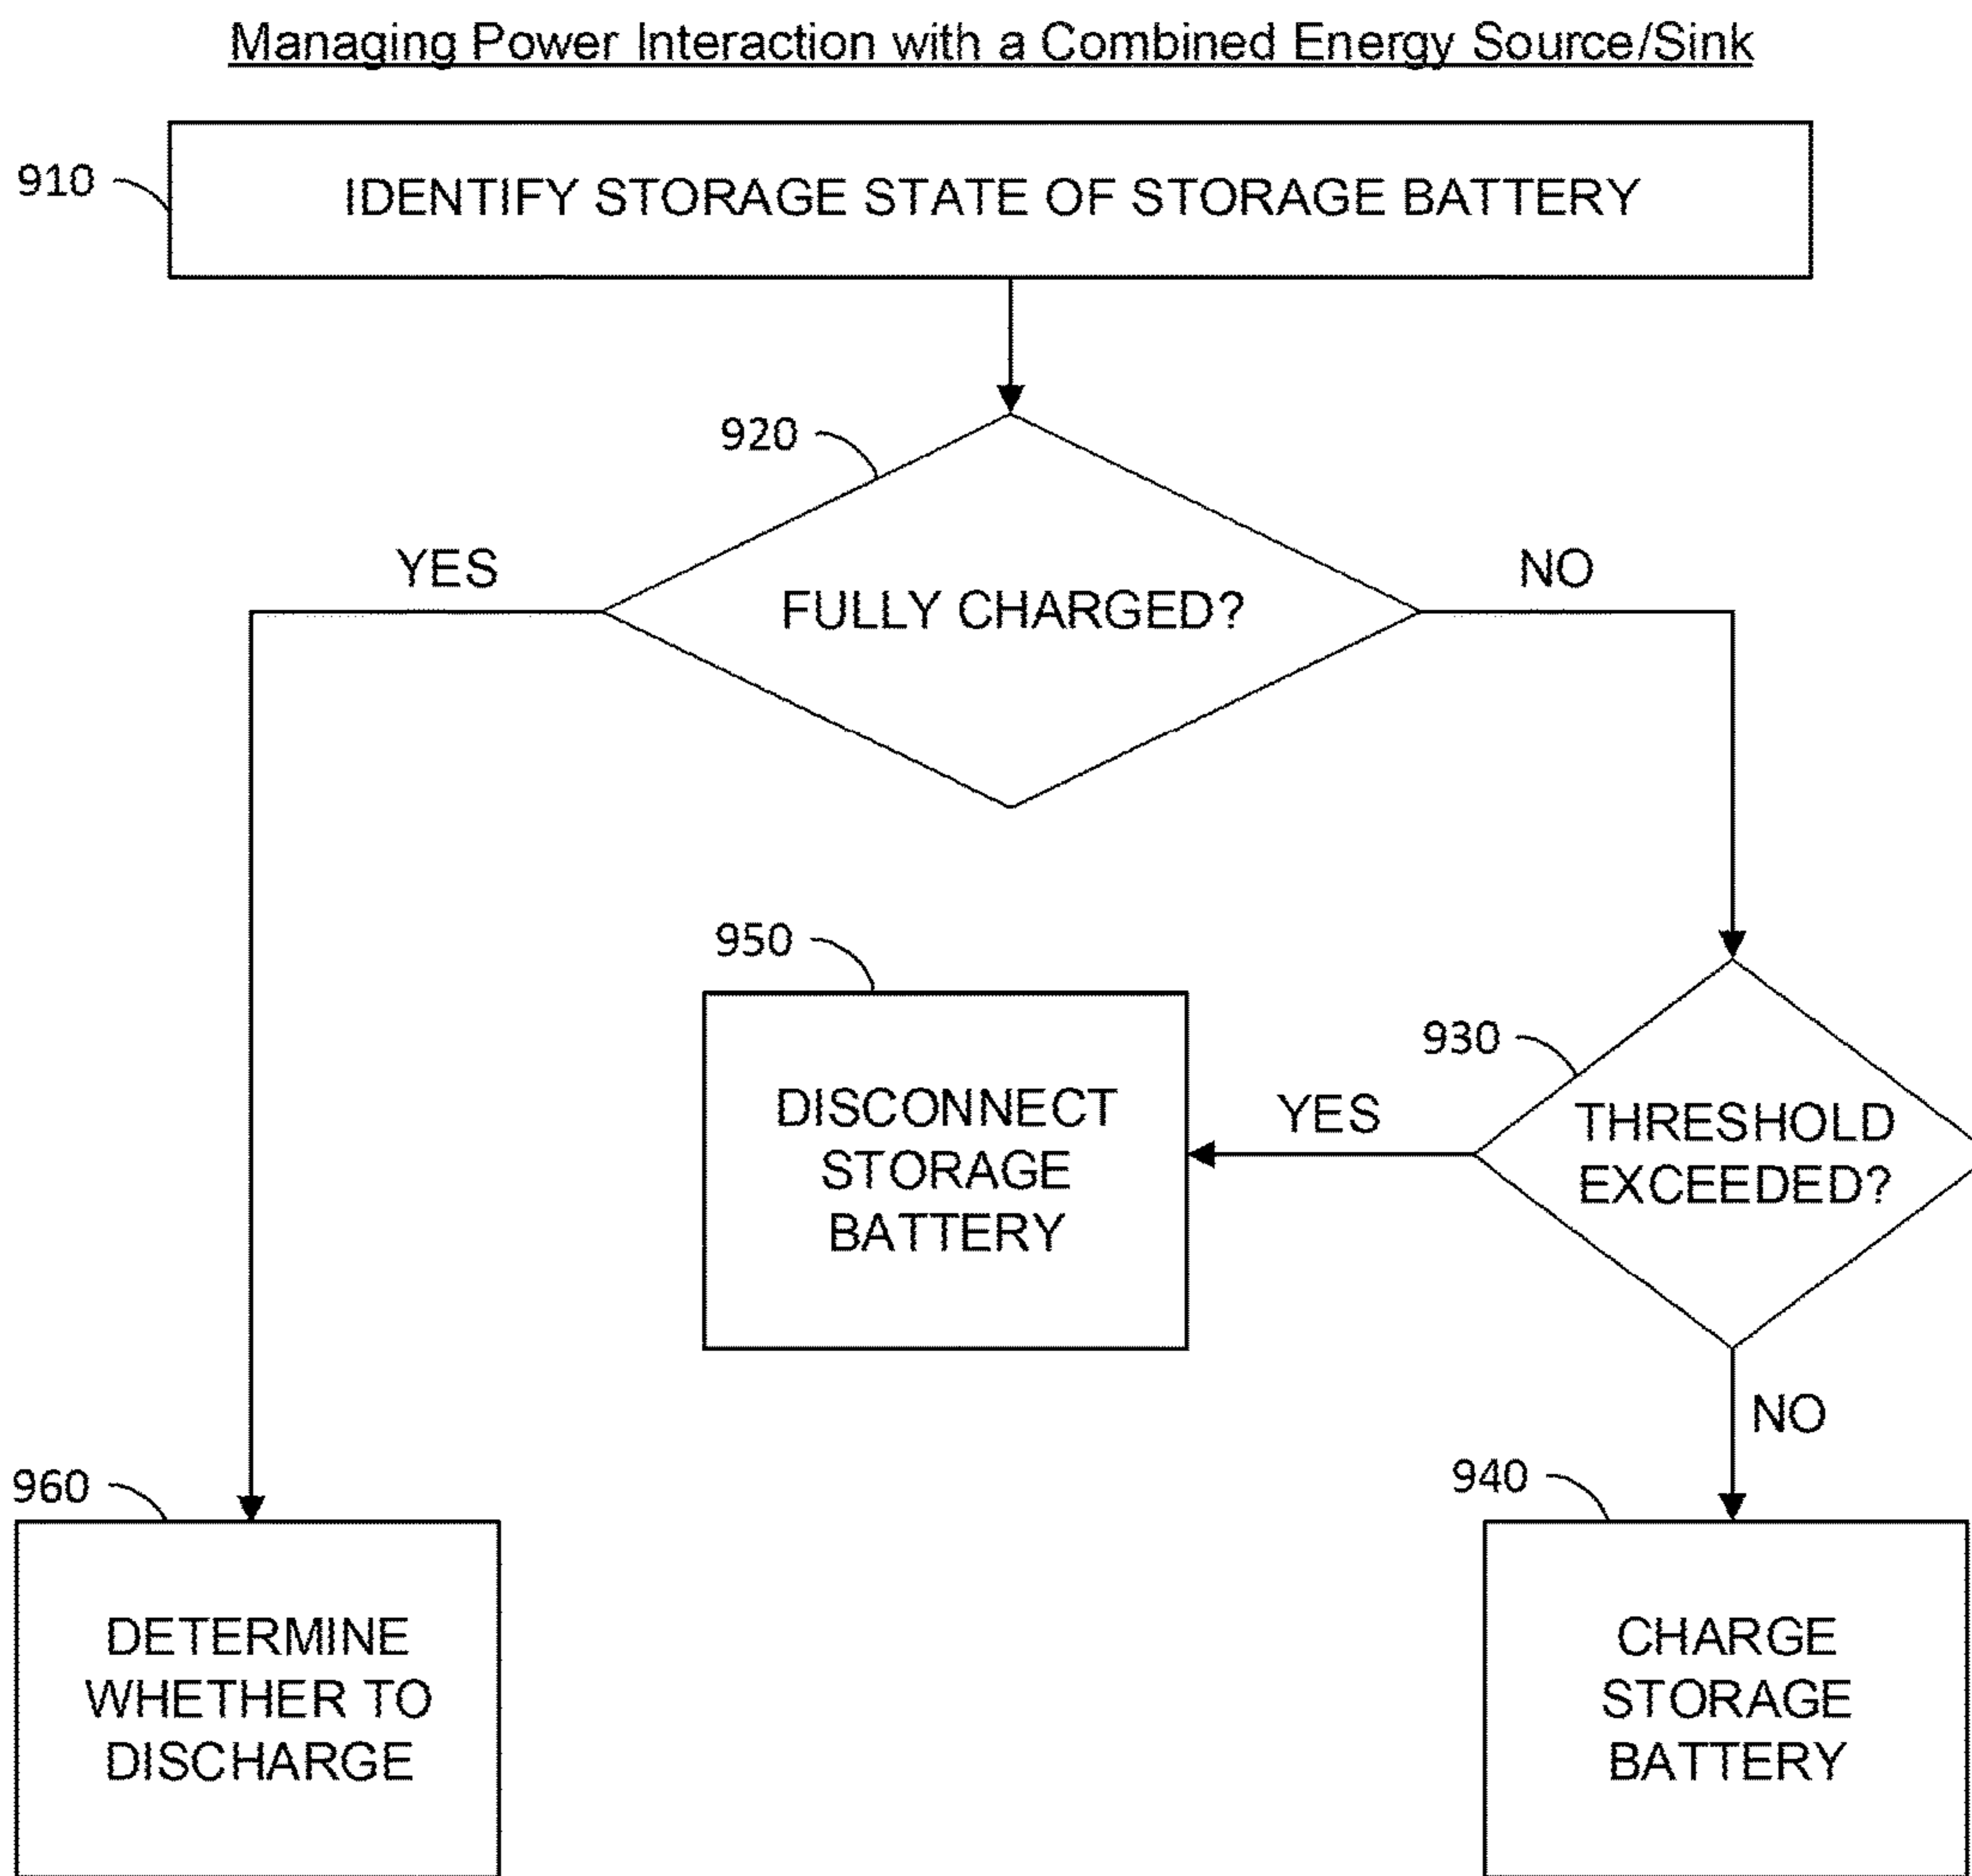 Managing Power Interaction with a Combined Energy Source/Sink
910
IDENTIFY STORAGE STATE OF STORAGE BATTERY
920
YES
FULLY CHARGED?
NO
950
DISCONNECT
STORAGE
BATTERY
930
YES
THRESHOLD
EXCEEDED?
NO
960
DETERMINE
WHETHER TO
DISCHARGE
940
CHARGE
STORAGE
BATTERY